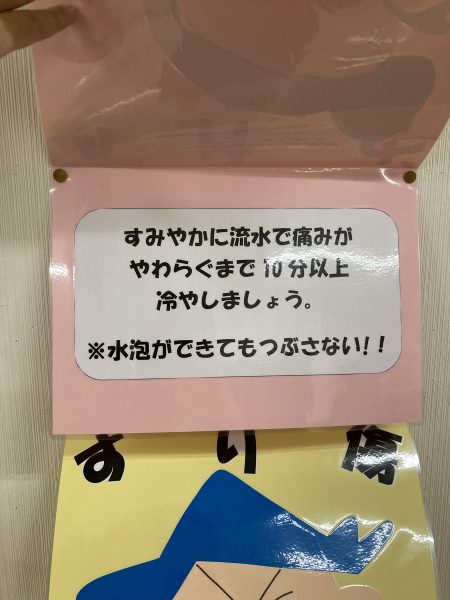 すみやかに流水で痛みが
やわらぐまで10分以上
冷やしましょう。
※水泡ができてもつぶさない！！
すり傷